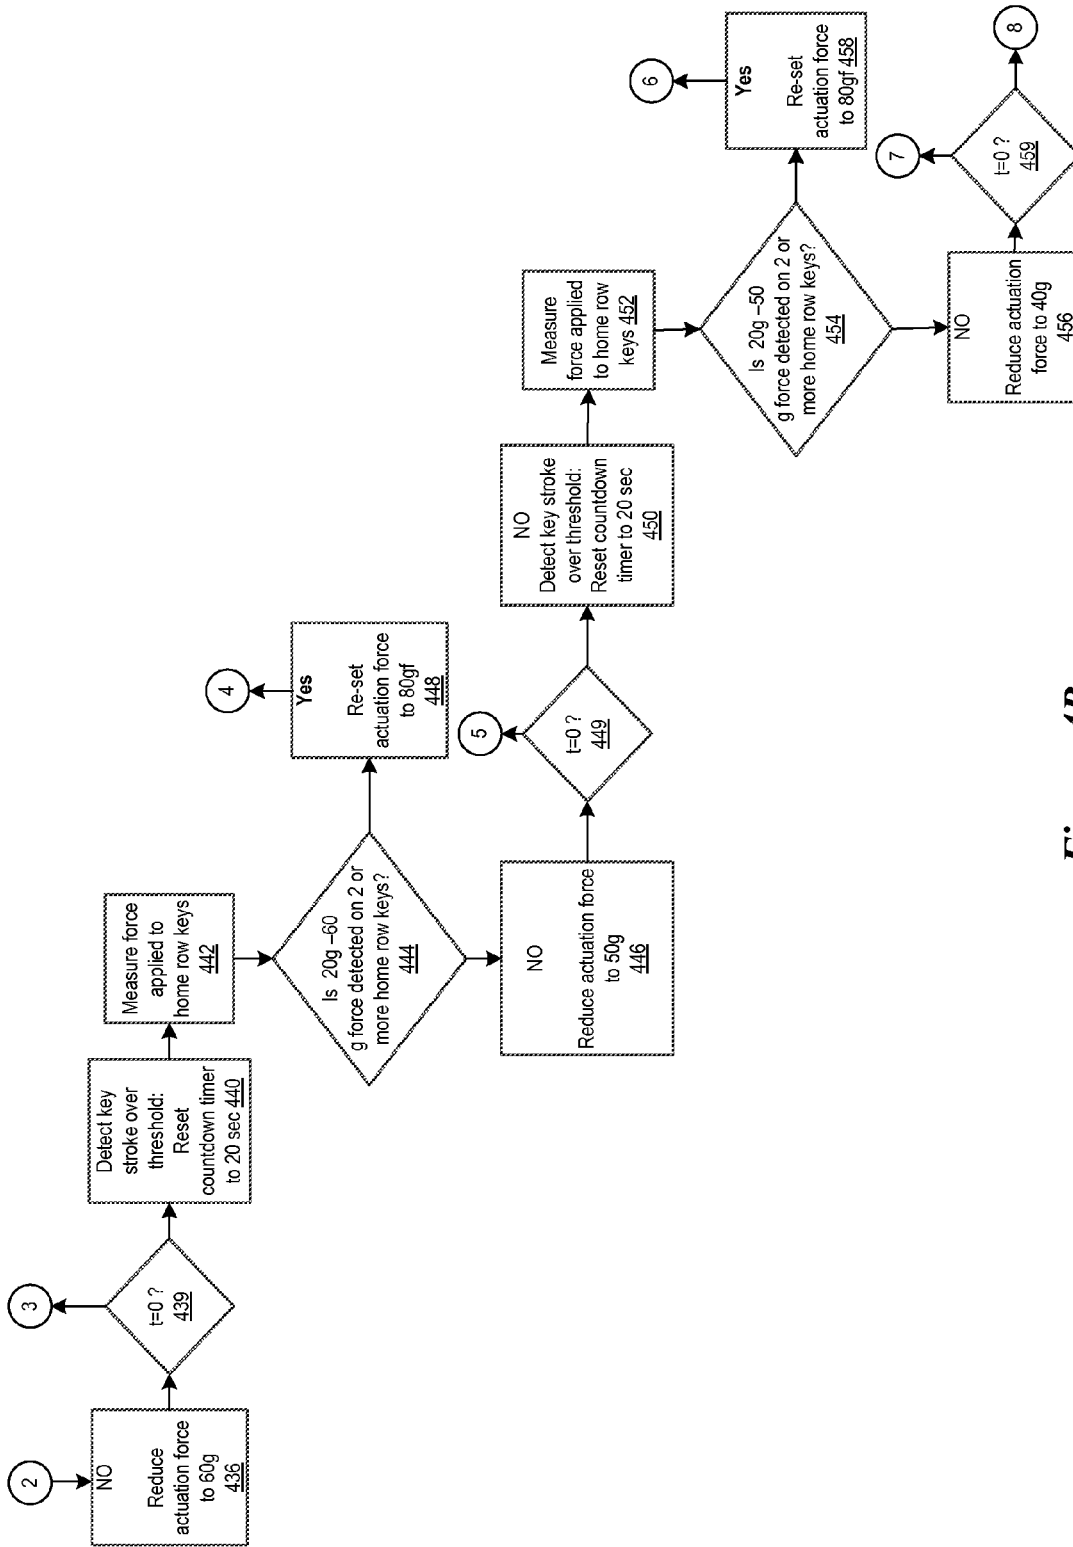 2
NO
Reduce
actuation force
to 60g
436
3
t=0 ?
439
Detect key
stroke over
threshold:
Reset
countdown timer
to 20 sec 440
Measure force
applied to
home row keys
442
Is 20g –60
g force detected on 2 or
more home row keys?
444
4
Yes
Re-set
actuation force
to 80gf
448
NO
Reduce actuation force
to 50g
446
5
t=0 ?
449
NO
Detect key stroke
over threshold:
Reset countdown
timer to 20 sec
450
Measure
force applied
to home row
keys 452
Is 20g –50
g force detected on 2 or
more home row keys?
454
6
Yes
Re-set
actuation force
to 80gf 458
NO
Reduce actuation
force to 40g
456
7
t=0 ?
459
8